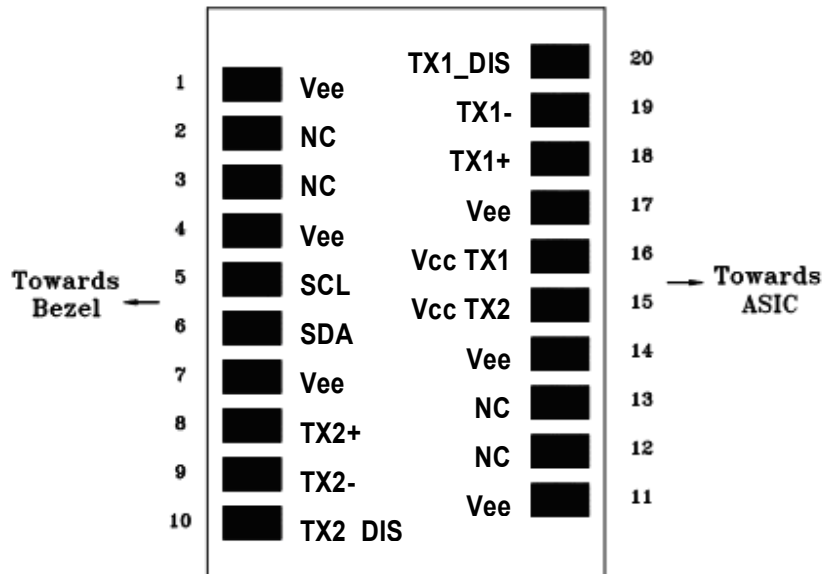 1 Vee
2 NC
3 NC
4 Vee
5 SCL
6 SDA
7 Vee
8 TX2+
9 TX2-
10 TX2 DIS
Towards
Bezel
TX1_DIS 20
TX1- 19
TX1+ 18
Vee 17
Vcc TX1 16
Vcc TX2 15
Vee 14
NC 13
NC 12
Vee 11
Towards
ASIC